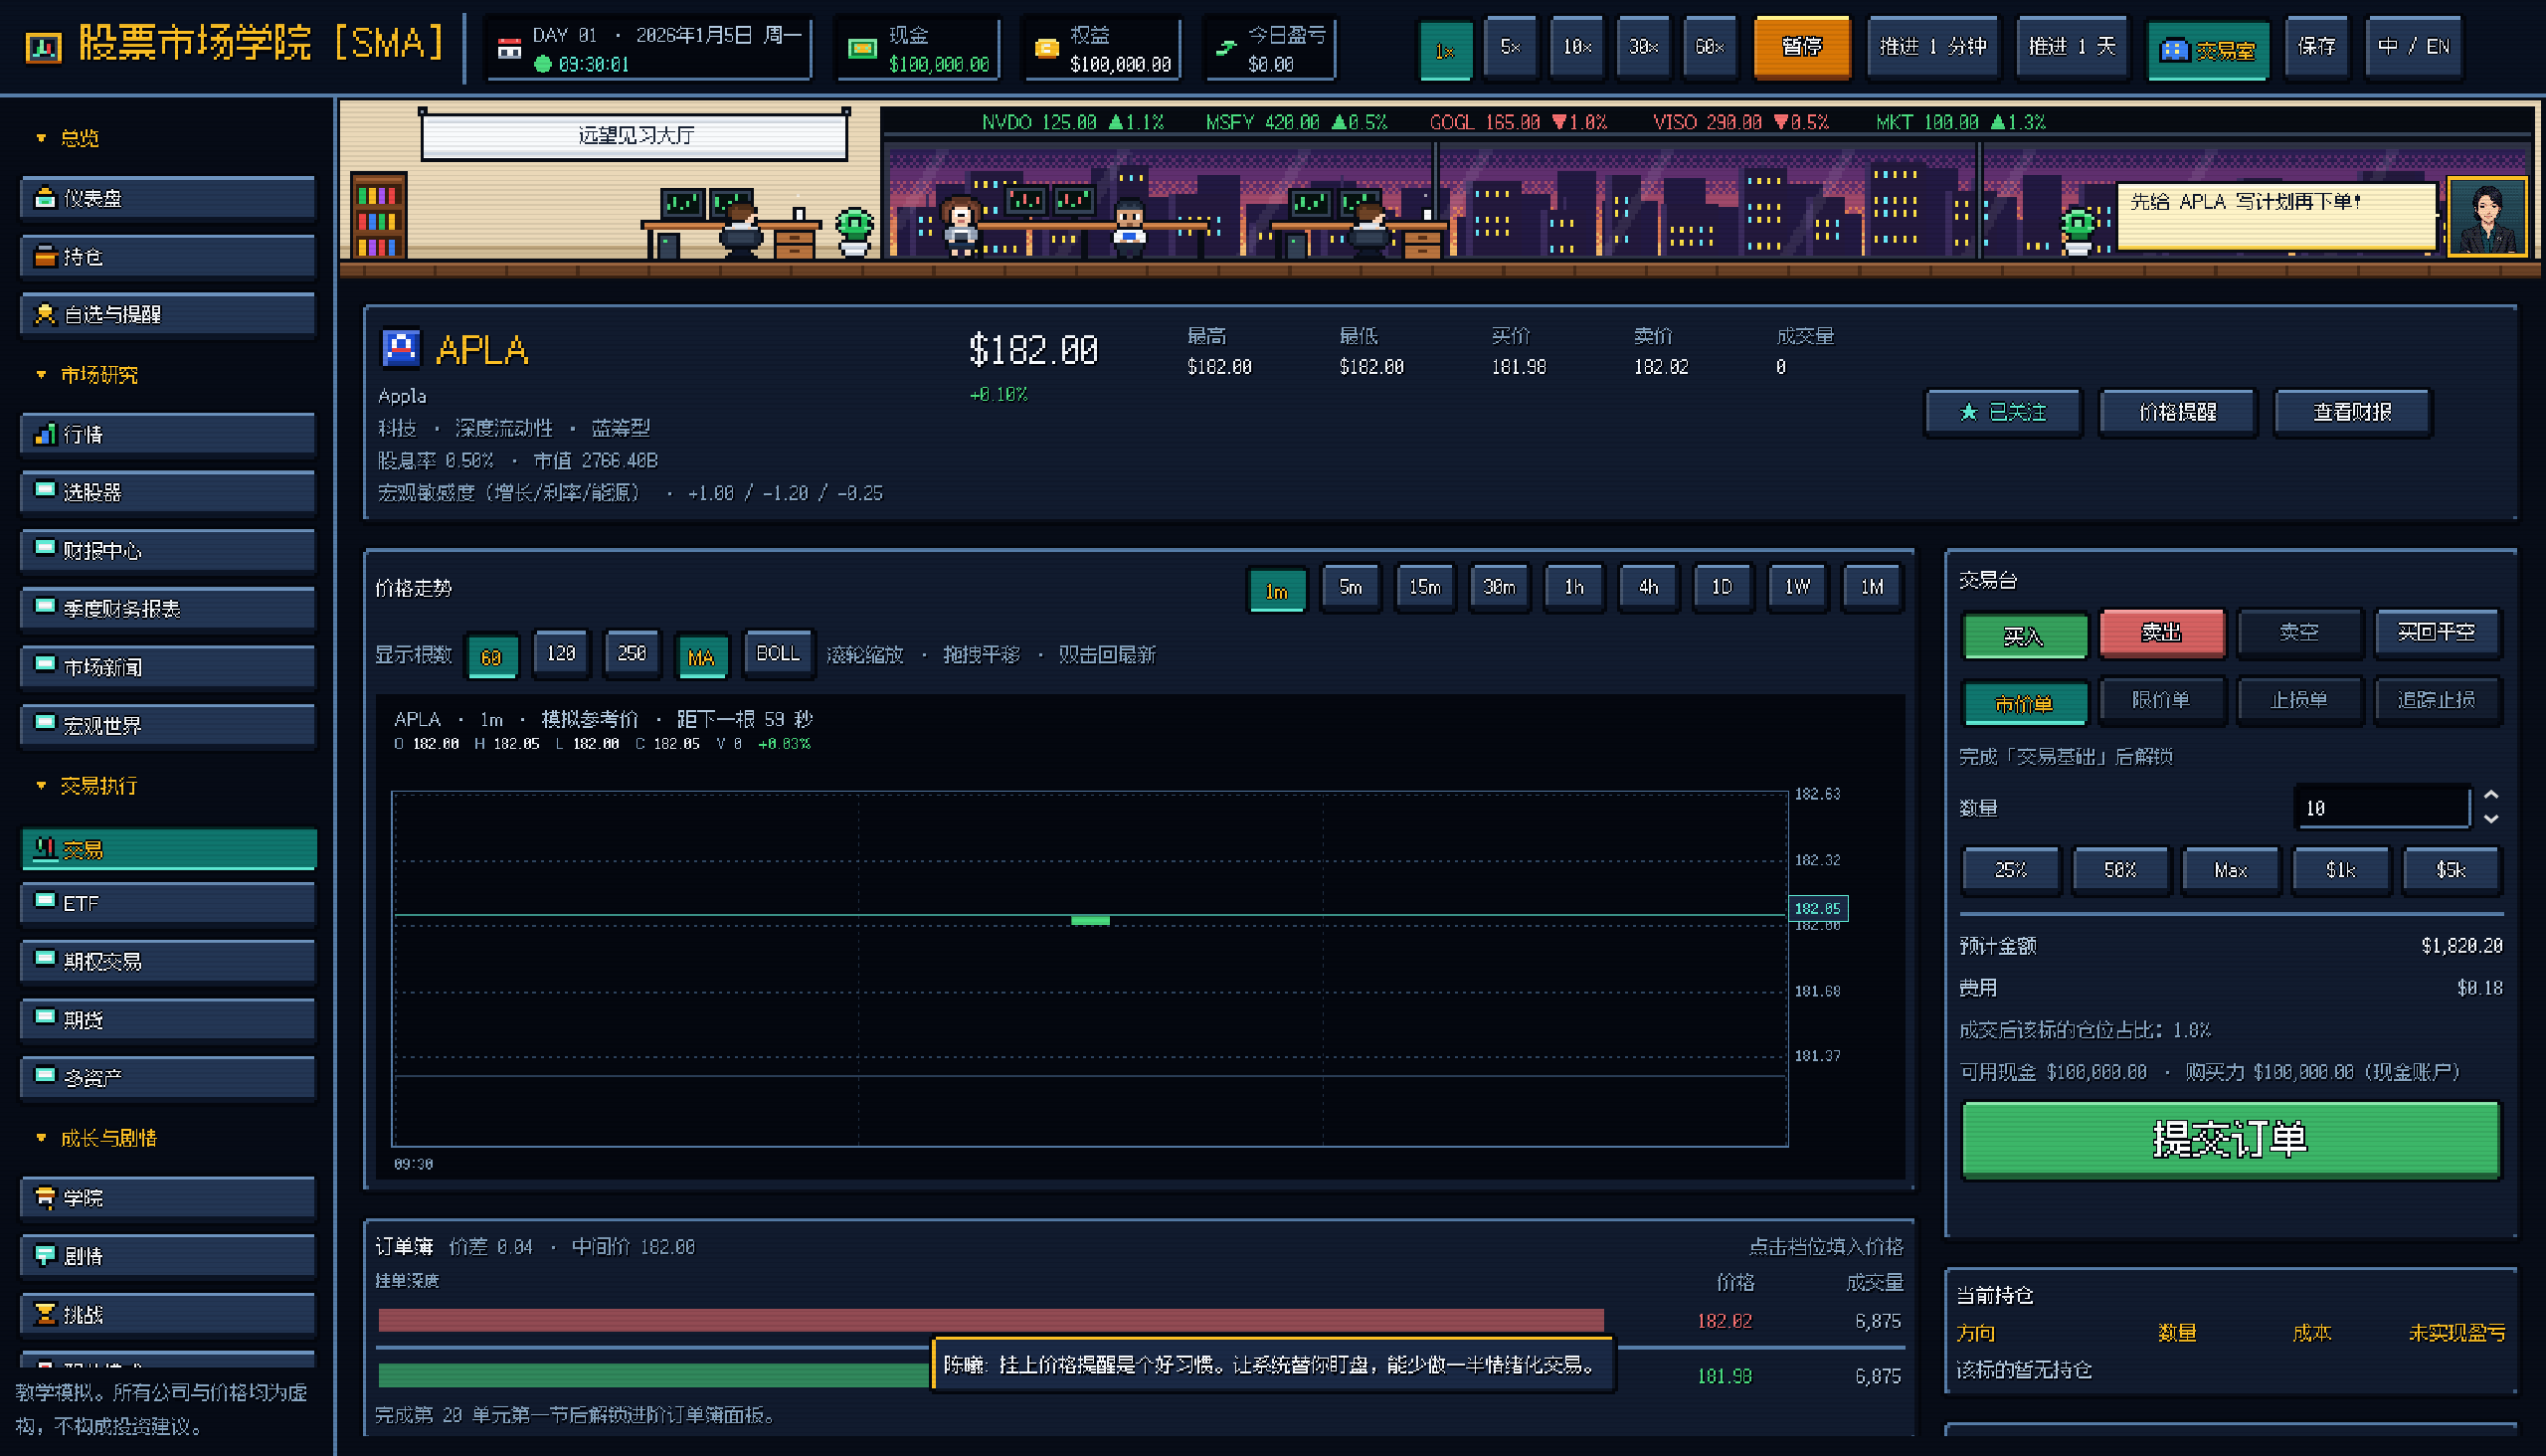 股票市场学院 [SMA]
DAY 01 · 2026年1月5日 周一
09:30:01
现金
$100,000.00
权益
$100,000.00
今日盈亏
$0.00
1×
5×
10×
30×
60×
暂停
推进 1 分钟
推进 1 天
交易室
保存
中 / EN
▼ 总览
仪表盘
持仓
自选与提醒
▼ 市场研究
行情
选股器
财报中心
季度财务报表
市场新闻
宏观世界
▼ 交易执行
交易
ETF
期权交易
期货
多资产
▼ 成长与剧情
学院
剧情
挑战
教学模拟。所有公司与价格均为虚
构，不构成投资建议。
远望见习大厅
NVDO 125.00 ▲1.1%
MSFY 420.00 ▲0.5%
GOGL 165.00 ▼1.0%
VISO 290.00 ▼0.5%
MKT 100.00 ▲1.3%
先给 APLA 写计划再下单！
APLA
Appla
科技 · 深度流动性 · 蓝筹型
股息率 0.50% · 市值 2766.40B
宏观敏感度（增长/利率/能源） · +1.00 / -1.20 / -0.25
$182.00
+0.10%
最高
$182.00
最低
$182.00
买价
181.98
卖价
182.02
成交量
0
★ 已关注
价格提醒
查看财报
价格走势
1m
5m
15m
30m
1h
4h
1D
1W
1M
显示根数
60
120
250
MA
BOLL
滚轮缩放 · 拖拽平移 · 双击回最新
APLA · 1m · 模拟参考价 · 距下一根 59 秒
O 182.00 H 182.05 L 182.00 C 182.05 V 0 +0.03%
182.63
182.32
182.05
182.00
181.68
181.37
09:30
订单簿 价差 0.04 · 中间价 182.00
点击档位填入价格
挂单深度
价格
成交量
182.02
6,875
181.98
6,875
陈曦: 挂上价格提醒是个好习惯。让系统替你盯盘，能少做一半情绪化交易。
完成第 20 单元第一节后解锁进阶订单簿面板。
交易台
买入
卖出
卖空
买回平空
市价单
限价单
止损单
追踪止损
完成「交易基础」后解锁
数量
10
25%
50%
Max
$1k
$5k
预计金额
$1,820.20
费用
$0.18
成交后该标的仓位占比: 1.8%
可用现金 $100,000.00 · 购买力 $100,000.00 (现金账户)
提交订单
当前持仓
方向
数量
成本
未实现盈亏
该标的暂无持仓